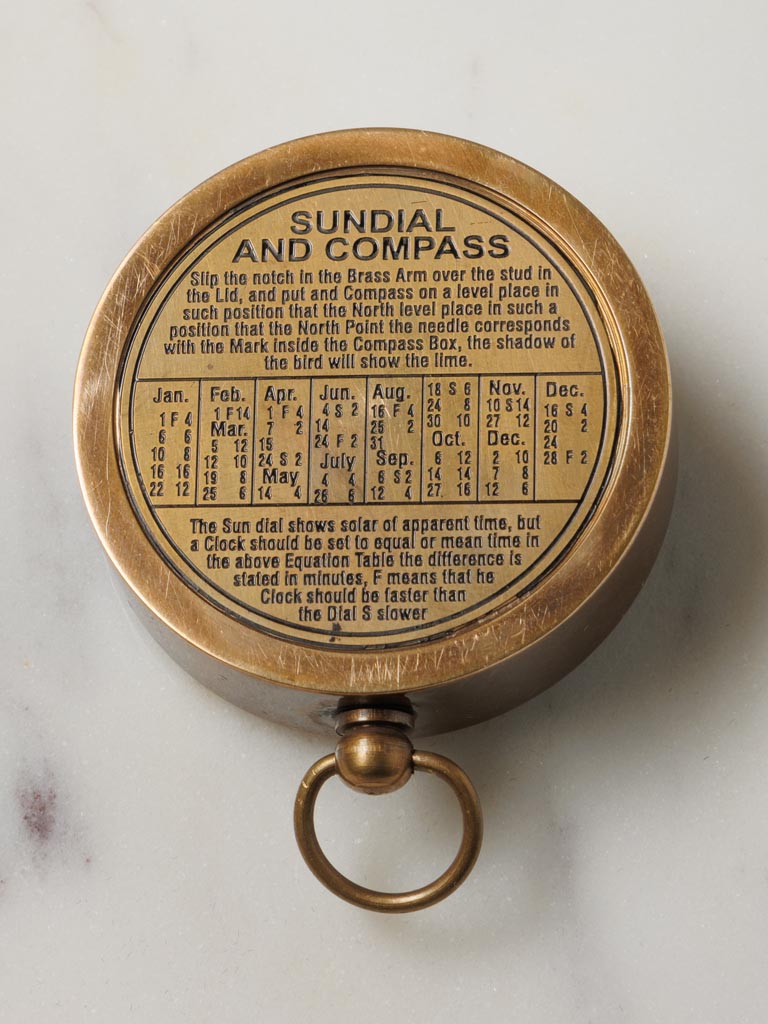 SUNDIAL
AND COMPASS
Slip the notch in the Brass Arm over the stud in
the Lid, and put and Compass on a level place in
such position that the North level place in such a
position that the North Point the needle corresponds
with the Mark inside the Compass Box, the shadow of
the bird will show the lime.
Jan.
1 F 4
6 6
10 8
16 16
22 12
Feb.
1 F14
Mar.
5 12
12 10
19 8
25 6
Apr.
1 F 4
7 2
15
24 S 2
May
14 4
Jun.
4 S 2
14
24 F 2
July
4 4
26 6
Aug.
16 F 4
25 2
31
Sep.
6 S 2
12 4
18 S 6
24 8
30 10
Oct.
6 12
14 14
27 16
Nov.
10 S 14
27 12
Dec.
2 10
7 8
12 6
Dec.
16 S 4
20 2
24
28 F 2
The Sun dial shows solar of apparent time, but
a Clock should be set to equal or mean time in
the above Equation Table the difference is
stated in minutes, F means that he
Clock should be faster than
the Dial S slower